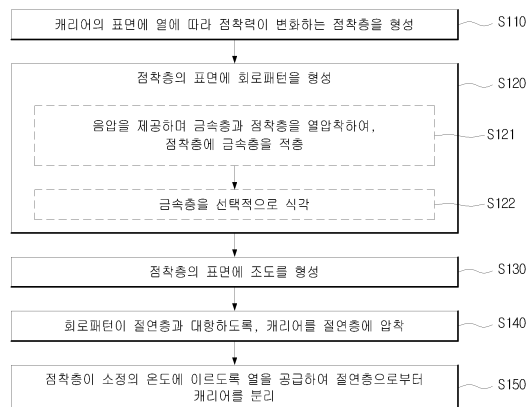 캐리어의 표면에 열에 따라 점착력이 변화하는 점착층을 형성
S110
점착층의 표면에 회로패턴을 형성
S120
음압을 제공하며 금속층과 점착층을 열압착하여,
점착층에 금속층을 적층
S121
금속층을 선택적으로 식각
S122
점착층의 표면에 조도를 형성
S130
회로패턴이 절연층과 대향하도록, 캐리어를 절연층에 압착
S140
점착층이 소정의 온도에 이르도록 열을 공급하여 절연층으로부터
캐리어를 분리
S150